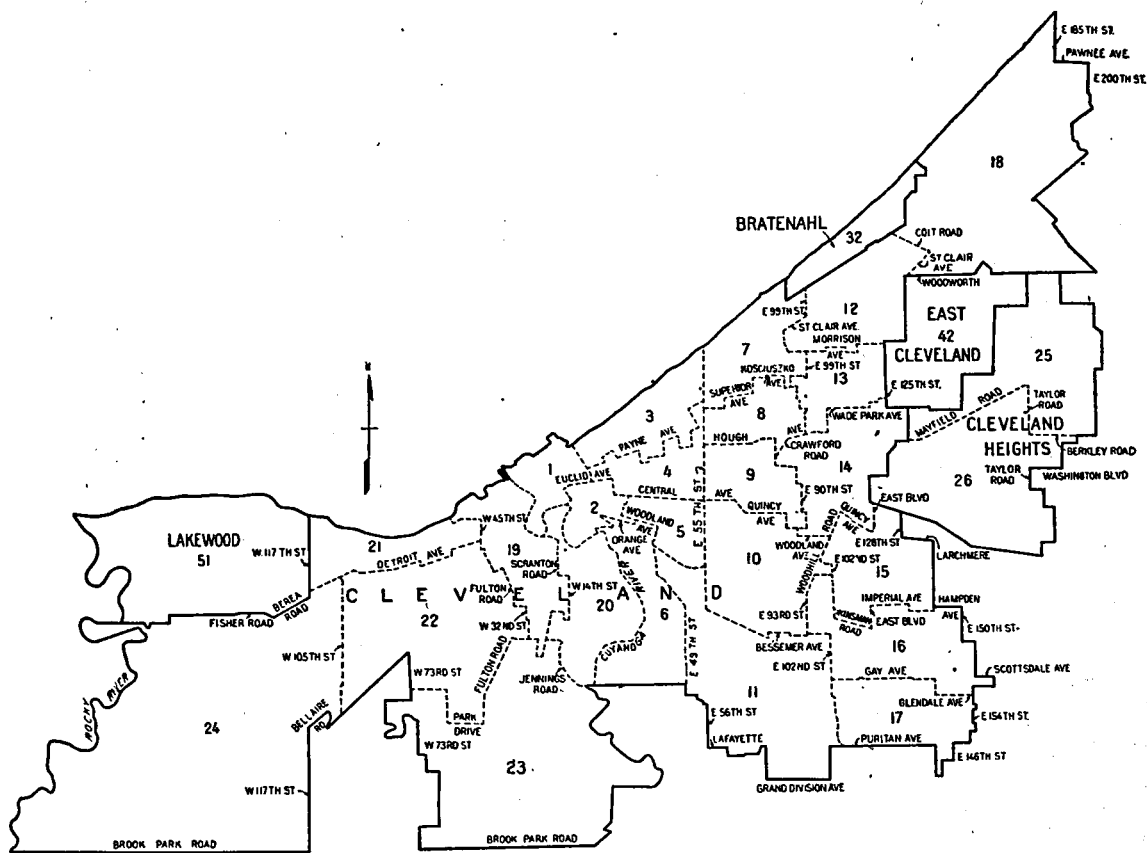 E 185TH ST.
PAWNEE AVE.
E 200TH ST.
18
BRATENAHL
32
COIT ROAD
ST CLAIR
AVE
WOODWORTH
E 99TH ST.
12
EAST
42
CLEVELAND
ST CLAIR AVE.
MORRISON
AVE
7
KOSCIUSZKO
AVE
E 99TH ST.
13
25
N
SUPERIOR
AVE
8
E 125TH ST.
WADE PARK AVE
MAYFIELD ROAD
TAYLOR
ROAD
CLEVELAND
HEIGHTS
3
PAYNE AVE
HOUGH
AVE
CRAWFORD
ROAD
BERKLEY ROAD
1
EUCLID AVE
4
9
14
26
TAYLOR
ROAD
WASHINGTON BLVD
CENTRAL AVE
E 55TH ST
E 90TH ST.
QUINCY
AVE
QUINCY
AVE
EAST BLVD
W 45TH ST.
2
WOODLAND
AVE
5
ORANGE AVE
WOODLAND
AVE
E 128TH ST.
LARCHMERE
LAKEWOOD
51
W. 117TH ST
21
DETROIT AVE
19
SCRANTON
ROAD
10
WOODHILL ROAD
E 102ND ST.
15
BEREA
ROAD
FISHER ROAD
CLEVELAND
22
FULTON
ROAD
W 14TH ST
20
RIVER
CUYAHOGA
6
E 93RD ST
KINSMAN
ROAD
IMPERIAL AVE
EAST BLVD
HAMPDEN
AVE
E 150TH ST.
W 32ND ST
BESSEMER AVE
16
W 105TH ST
FULTON ROAD
E 49TH ST
E 102ND ST
GAY AVE
SCOTTSDALE AVE
W 73RD ST
JENNINGS
ROAD
GLENDALE AVE
ROCKY RIVER
24
BELLAIRE
RD
PARK
DRIVE
11
E 56TH ST
17
E 154TH ST.
W 73RD ST
LAFAYETTE
PURITAN AVE
E 146TH ST
23
W 117TH ST.
GRAND DIVISION AVE
BROOK PARK ROAD
BROOK PARK ROAD